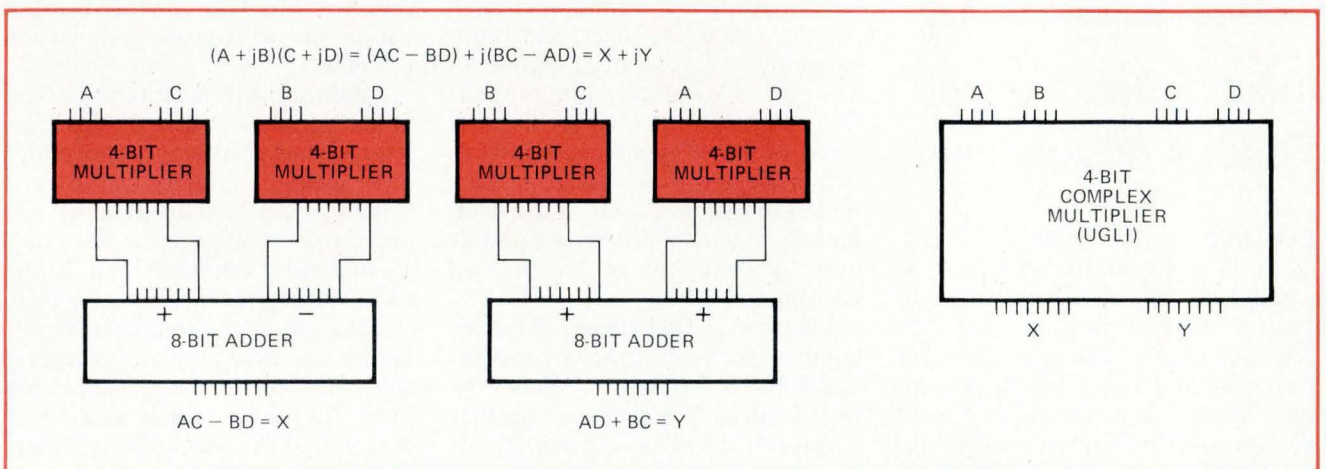 (A + jB)(C + jD) = (AC − BD) + j(BC − AD) = X + jY
A C B D B C A D A B C D
4-BIT MULTIPLIER
4-BIT MULTIPLIER
4-BIT MULTIPLIER
4-BIT MULTIPLIER
4-BIT
COMPLEX
MULTIPLIER
(UGLI)
+ −
8-BIT ADDER
+ +
8-BIT ADDER
X Y
AC − BD = X
AD + BC = Y